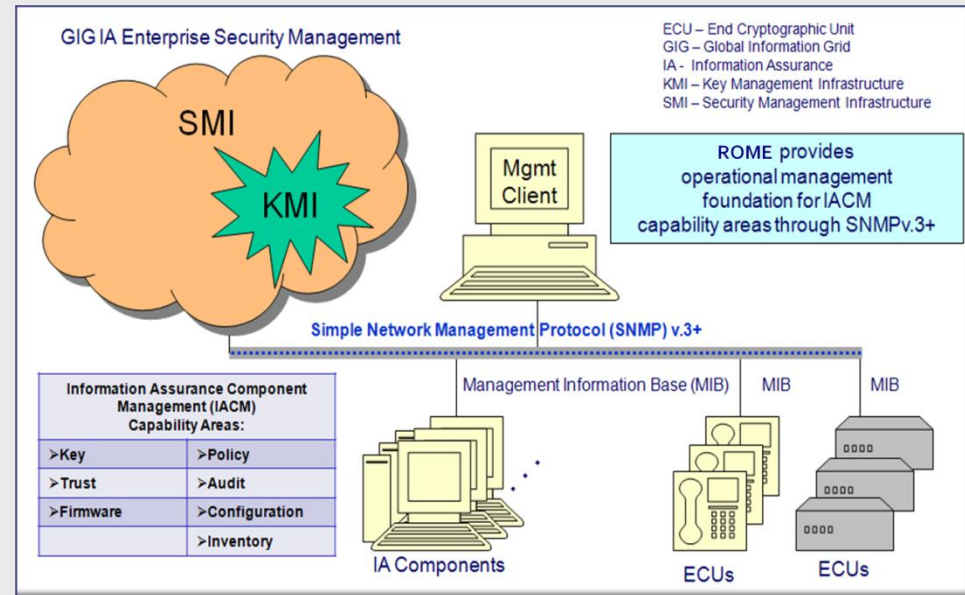 GIG IA Enterprise Security Management
ECU – End Cryptographic Unit
GIG – Global Information Grid
IA - Information Assurance
KMI – Key Management Infrastructure
SMI – Security Management Infrastructure
SMI
KMI
Mgmt
Client
ROME provides
operational management
foundation for IACM
capability areas through SNMPv.3+
Simple Network Management Protocol (SNMP) v.3+
Management Information Base (MIB)
MIB
MIB
Information Assurance Component
Management (IACM)
Capability Areas:
➢Key
➢Policy
➢Trust
➢Audit
➢Firmware
➢Configuration
➢Inventory
IA Components
ECUs
ECUs